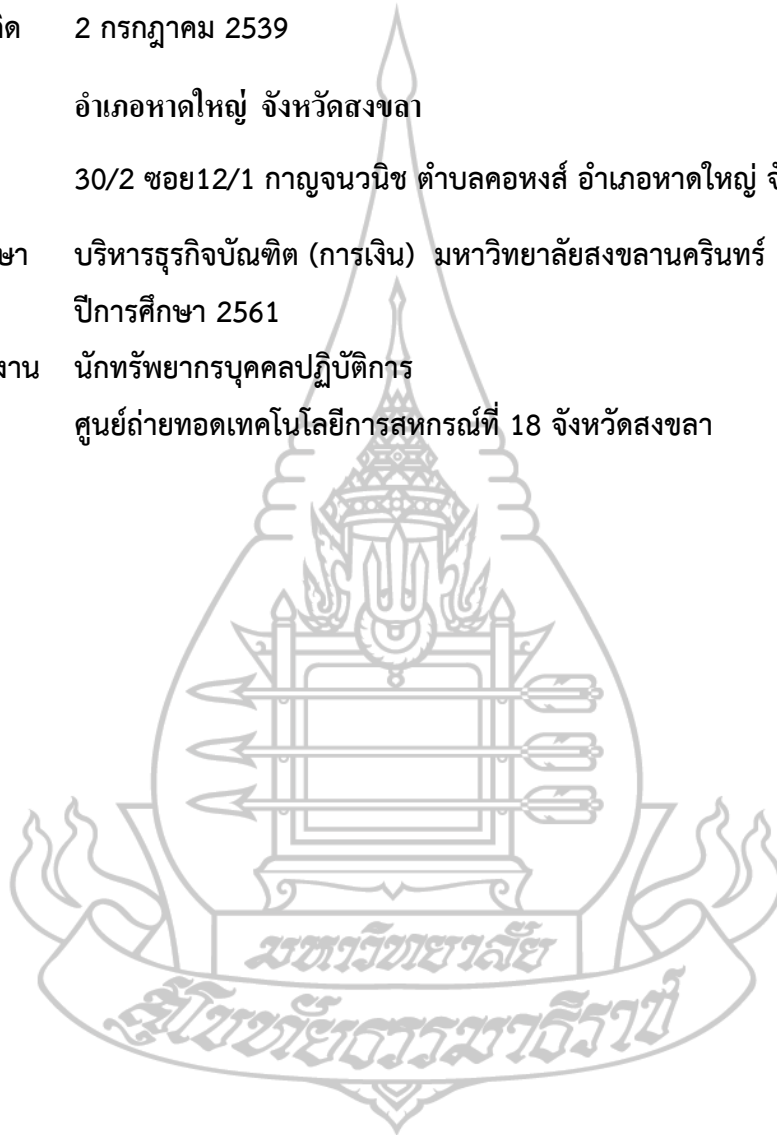 กิด 2 กรกฎาคม 2539
อำเภอหาดใหญ่ จังหวัดสงขลา
30/2 ซอย12/1 กาญจนวนิช ตำบลคอหงส์ อำเภอหาดใหญ่ จั
ษา บริหารธุรกิจบัณฑิต (การเงิน) มหาวิทยาลัยสงขลานครินทร์
ปีการศึกษา 2561
งาน นักทรัพยากรบุคคลปฏิบัติการ
ศูนย์ถ่ายทอดเทคโนโลยีการสหกรณ์ที่ 18 จังหวัดสงขลา
มหาวิทยาลัย
สุโขทัยธรรมาธิราช